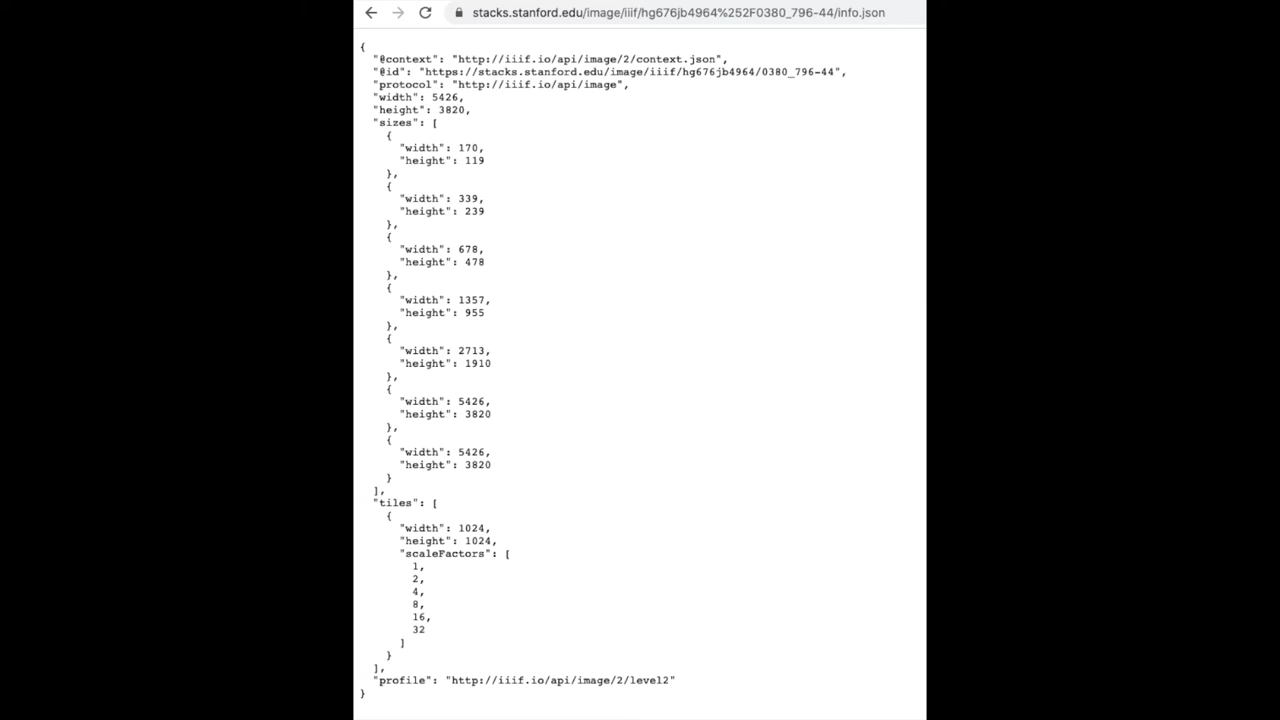 stacks.stanford.edu/image/iiif/hg676jb4964%252F0380_796-44/info.json
{
"@context": "http://iiif.io/api/image/2/context.json",
"@id": "https://stacks.stanford.edu/image/iiif/hg676jb4964/0380_796-44",
"protocol": "http://iiif.io/api/image",
"width": 5426,
"height": 3820,
"sizes": [
{
"width": 170,
"height": 119
},
{
"width": 339,
"height": 239
},
{
"width": 678,
"height": 478
},
{
"width": 1357,
"height": 955
},
{
"width": 2713,
"height": 1910
},
{
"width": 5426,
"height": 3820
},
{
"width": 5426,
"height": 3820
}
],
"tiles": [
{
"width": 1024,
"height": 1024,
"scaleFactors": [
1,
2,
4,
8,
16,
32
]
}
],
"profile": "http://iiif.io/api/image/2/level2"
}